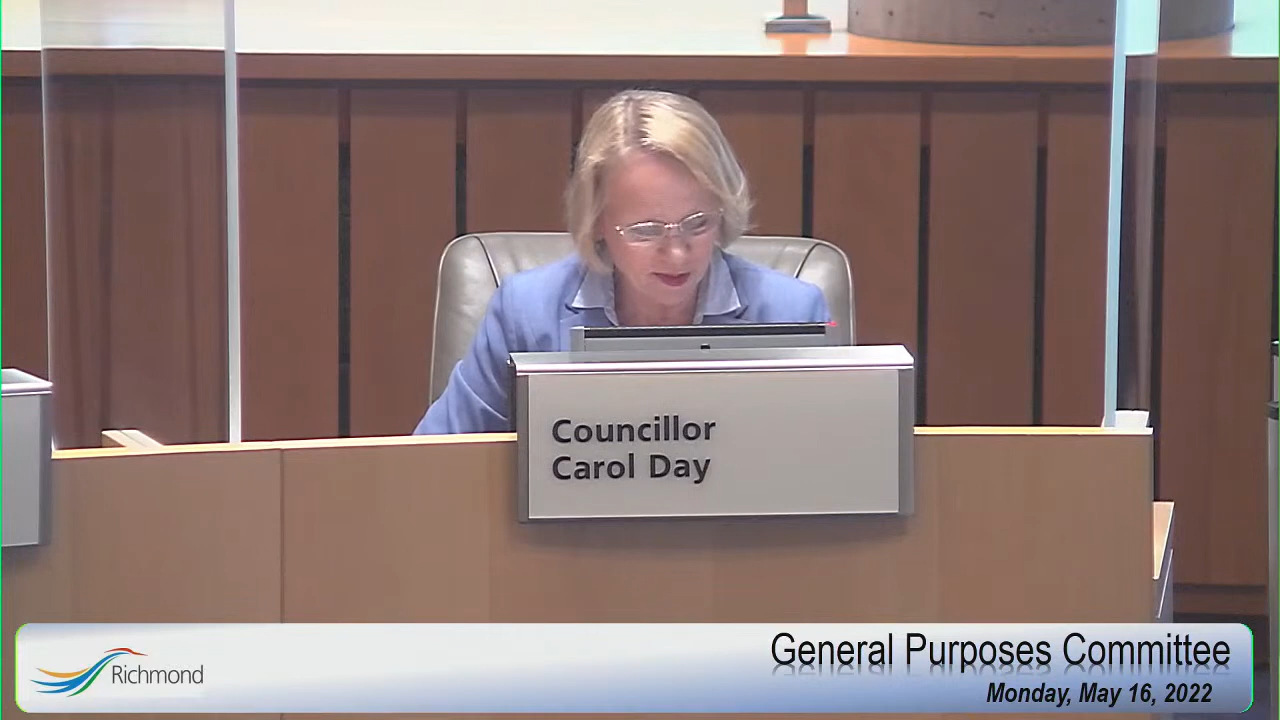 Councillor
Carol Day
Richmond
General Purposes Committee
Monday, May 16, 2022